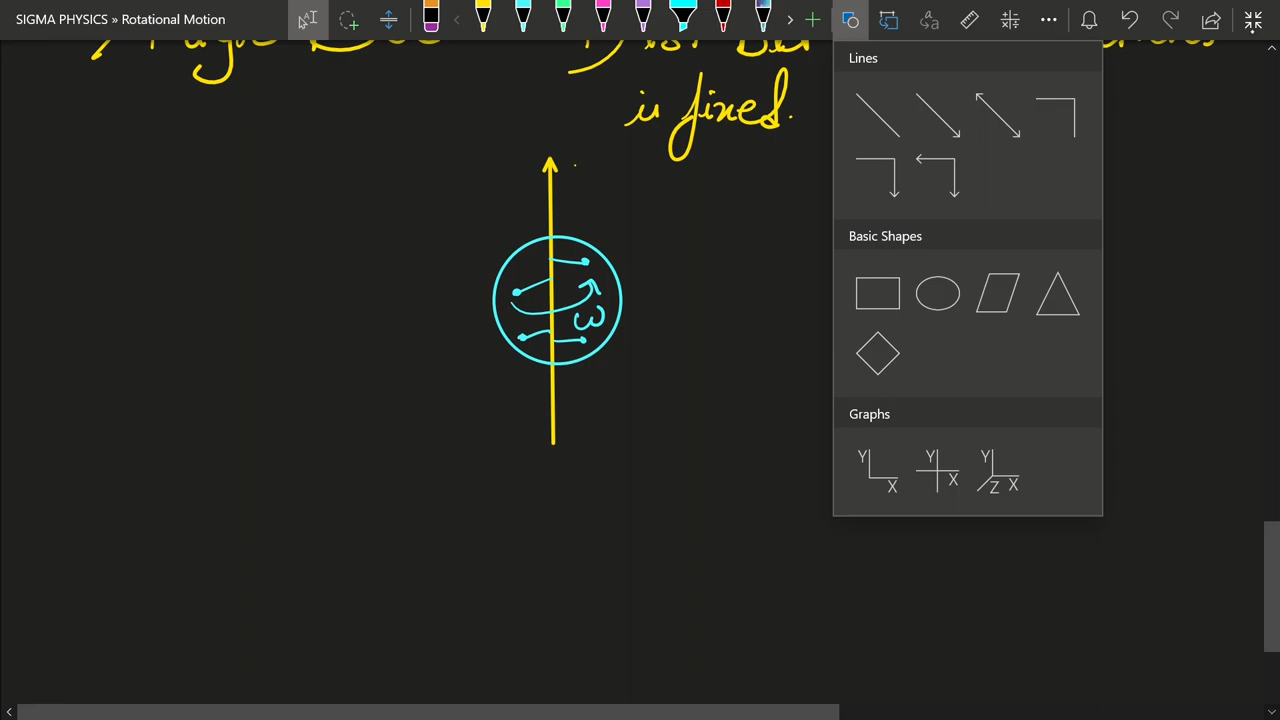 SIGMA PHYSICS » Rotational Motion
is fixed.
ω
Lines
Basic Shapes
Graphs
Y
X
Y
X
Y
Z X